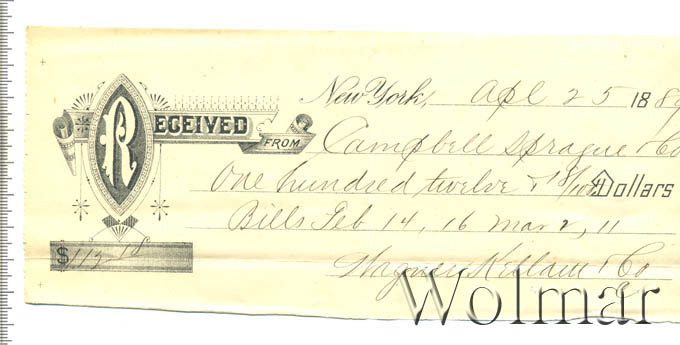 New York, Apl 25 188
RECEIVED FROM Campbell Sprague & Co
One hundred twelve & 18/100 Dollars
Bills Feb 14, 16 Mar 2, 11
$112 18
& Co
Wolmar